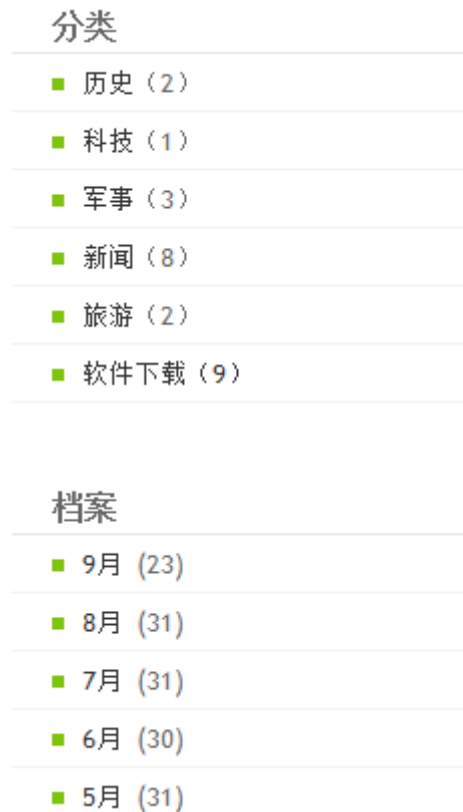 分类
历史（2）
科技（1）
军事（3）
新闻（8）
旅游（2）
软件下载（9）
档案
9月 (23)
8月 (31)
7月 (31)
6月 (30)
5月 (31)